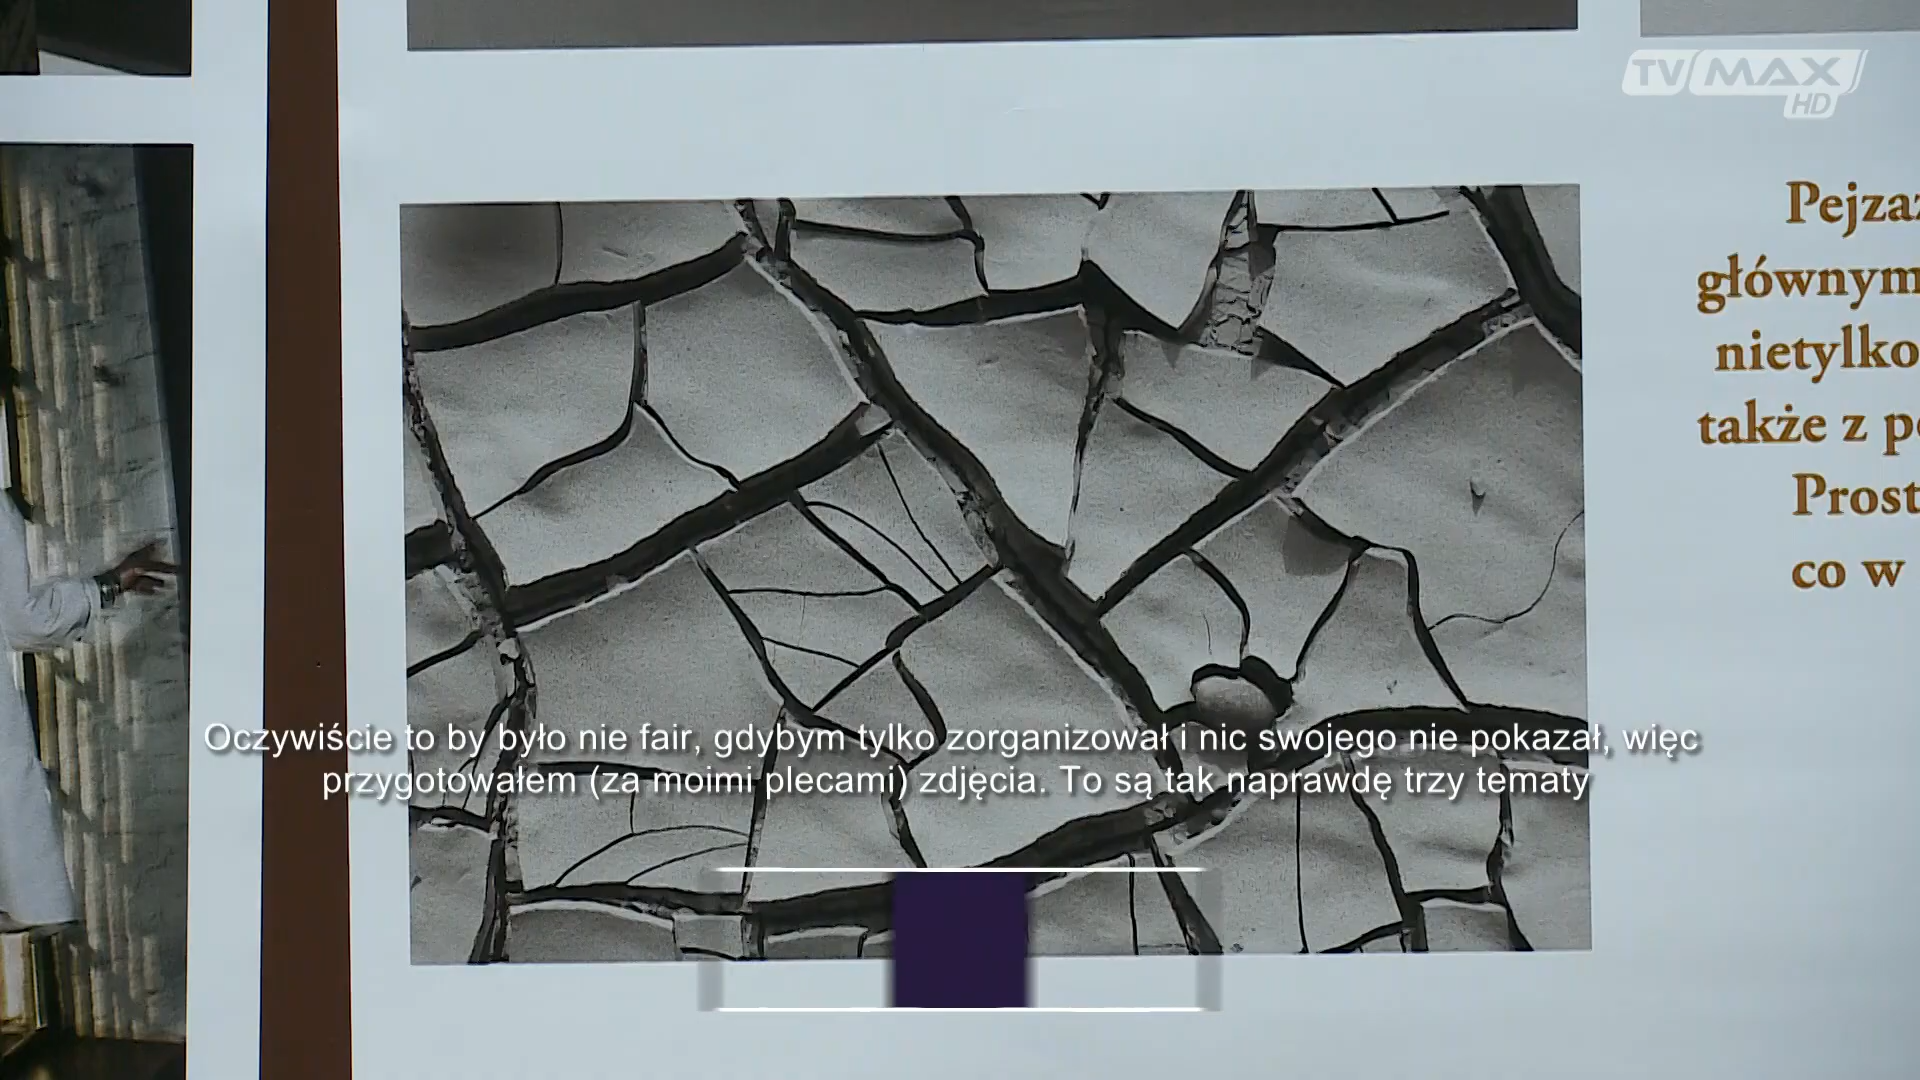 TV MAX
HD
Pejza
głównym
nietylko
także z p
Prost
co w
Oczywiście to by było nie fair, gdybym tylko zorganizował i nic swojego nie pokazał, więc
przygotowałem (za moimi plecami) zdjęcia. To są tak naprawdę trzy tematy